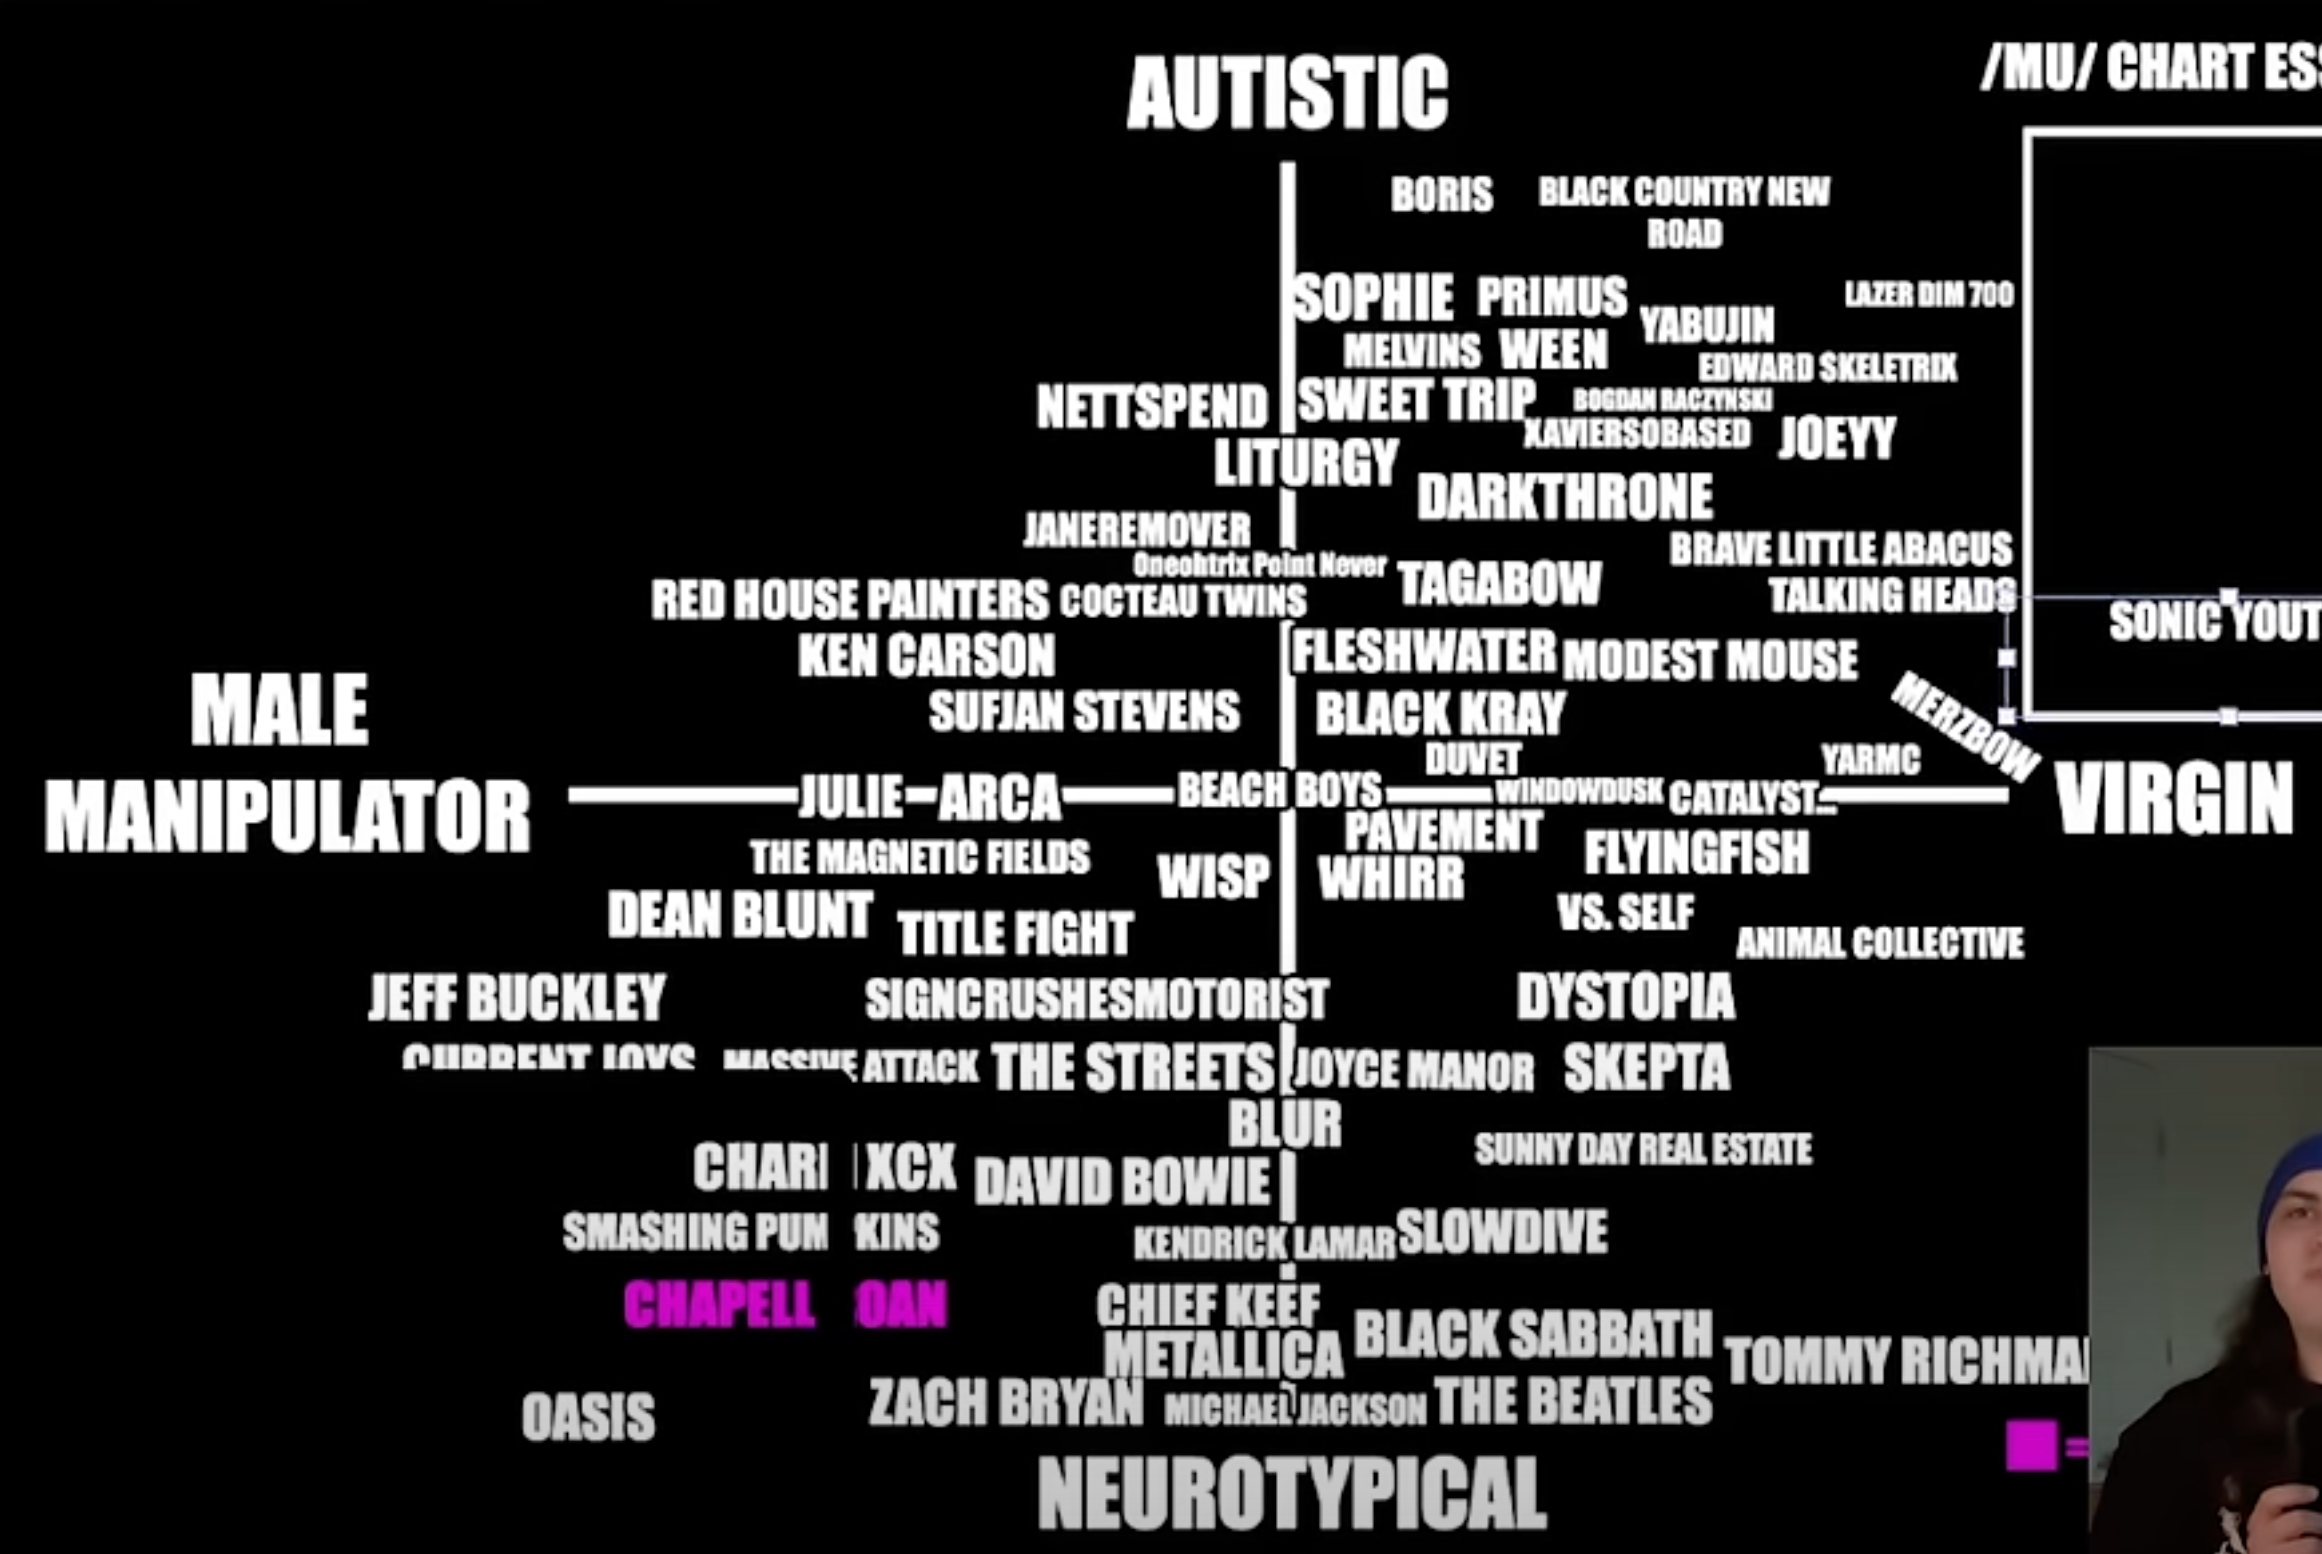 AUTISTIC
/MU/ CHART ESS
BORIS
BLACK COUNTRY NEW
ROAD
SOPHIE
PRIMUS
LAZER DIM 700
YABUJIN
MELVINS
WEEN
EDWARD SKELETRIX
NETTSPEND
SWEET TRIP
BOGDAN RACZYNSKI
XAVIERSOBASED
JOEYY
LITURGY
DARKTHRONE
JANEREMOVER
BRAVE LITTLE ABACUS
Oneohtrix Point Never
TAGABOW
RED HOUSE PAINTERS
COCTEAU TWINS
TALKING HEADS
SONIC YOUT
KEN CARSON
FLESHWATER
MODEST MOUSE
MALE
MANIPULATOR
SUFJAN STEVENS
BLACK KRAY
MERZBOW
DUVET
YARMC
JULIE
ARCA
BEACH BOYS
WINDOWDUSK
CATALYST...
VIRGIN
PAVEMENT
THE MAGNETIC FIELDS
FLYINGFISH
WISP
WHIRR
DEAN BLUNT
TITLE FIGHT
VS. SELF
ANIMAL COLLECTIVE
JEFF BUCKLEY
SIGNCRUSHESMOTORIST
DYSTOPIA
CURRENT JOYS
MASSIVE ATTACK
THE STREETS
JOYCE MANOR
SKEPTA
BLUR
SUNNY DAY REAL ESTATE
CHARI XCX
DAVID BOWIE
SMASHING PUM KINS
KENDRICK LAMAR
SLOWDIVE
CHAPELL OAN
CHIEF KEEF
BLACK SABBATH
METALLICA
TOMMY RICHMA
OASIS
ZACH BRYAN
MICHAEL JACKSON
THE BEATLES
=
NEUROTYPICAL